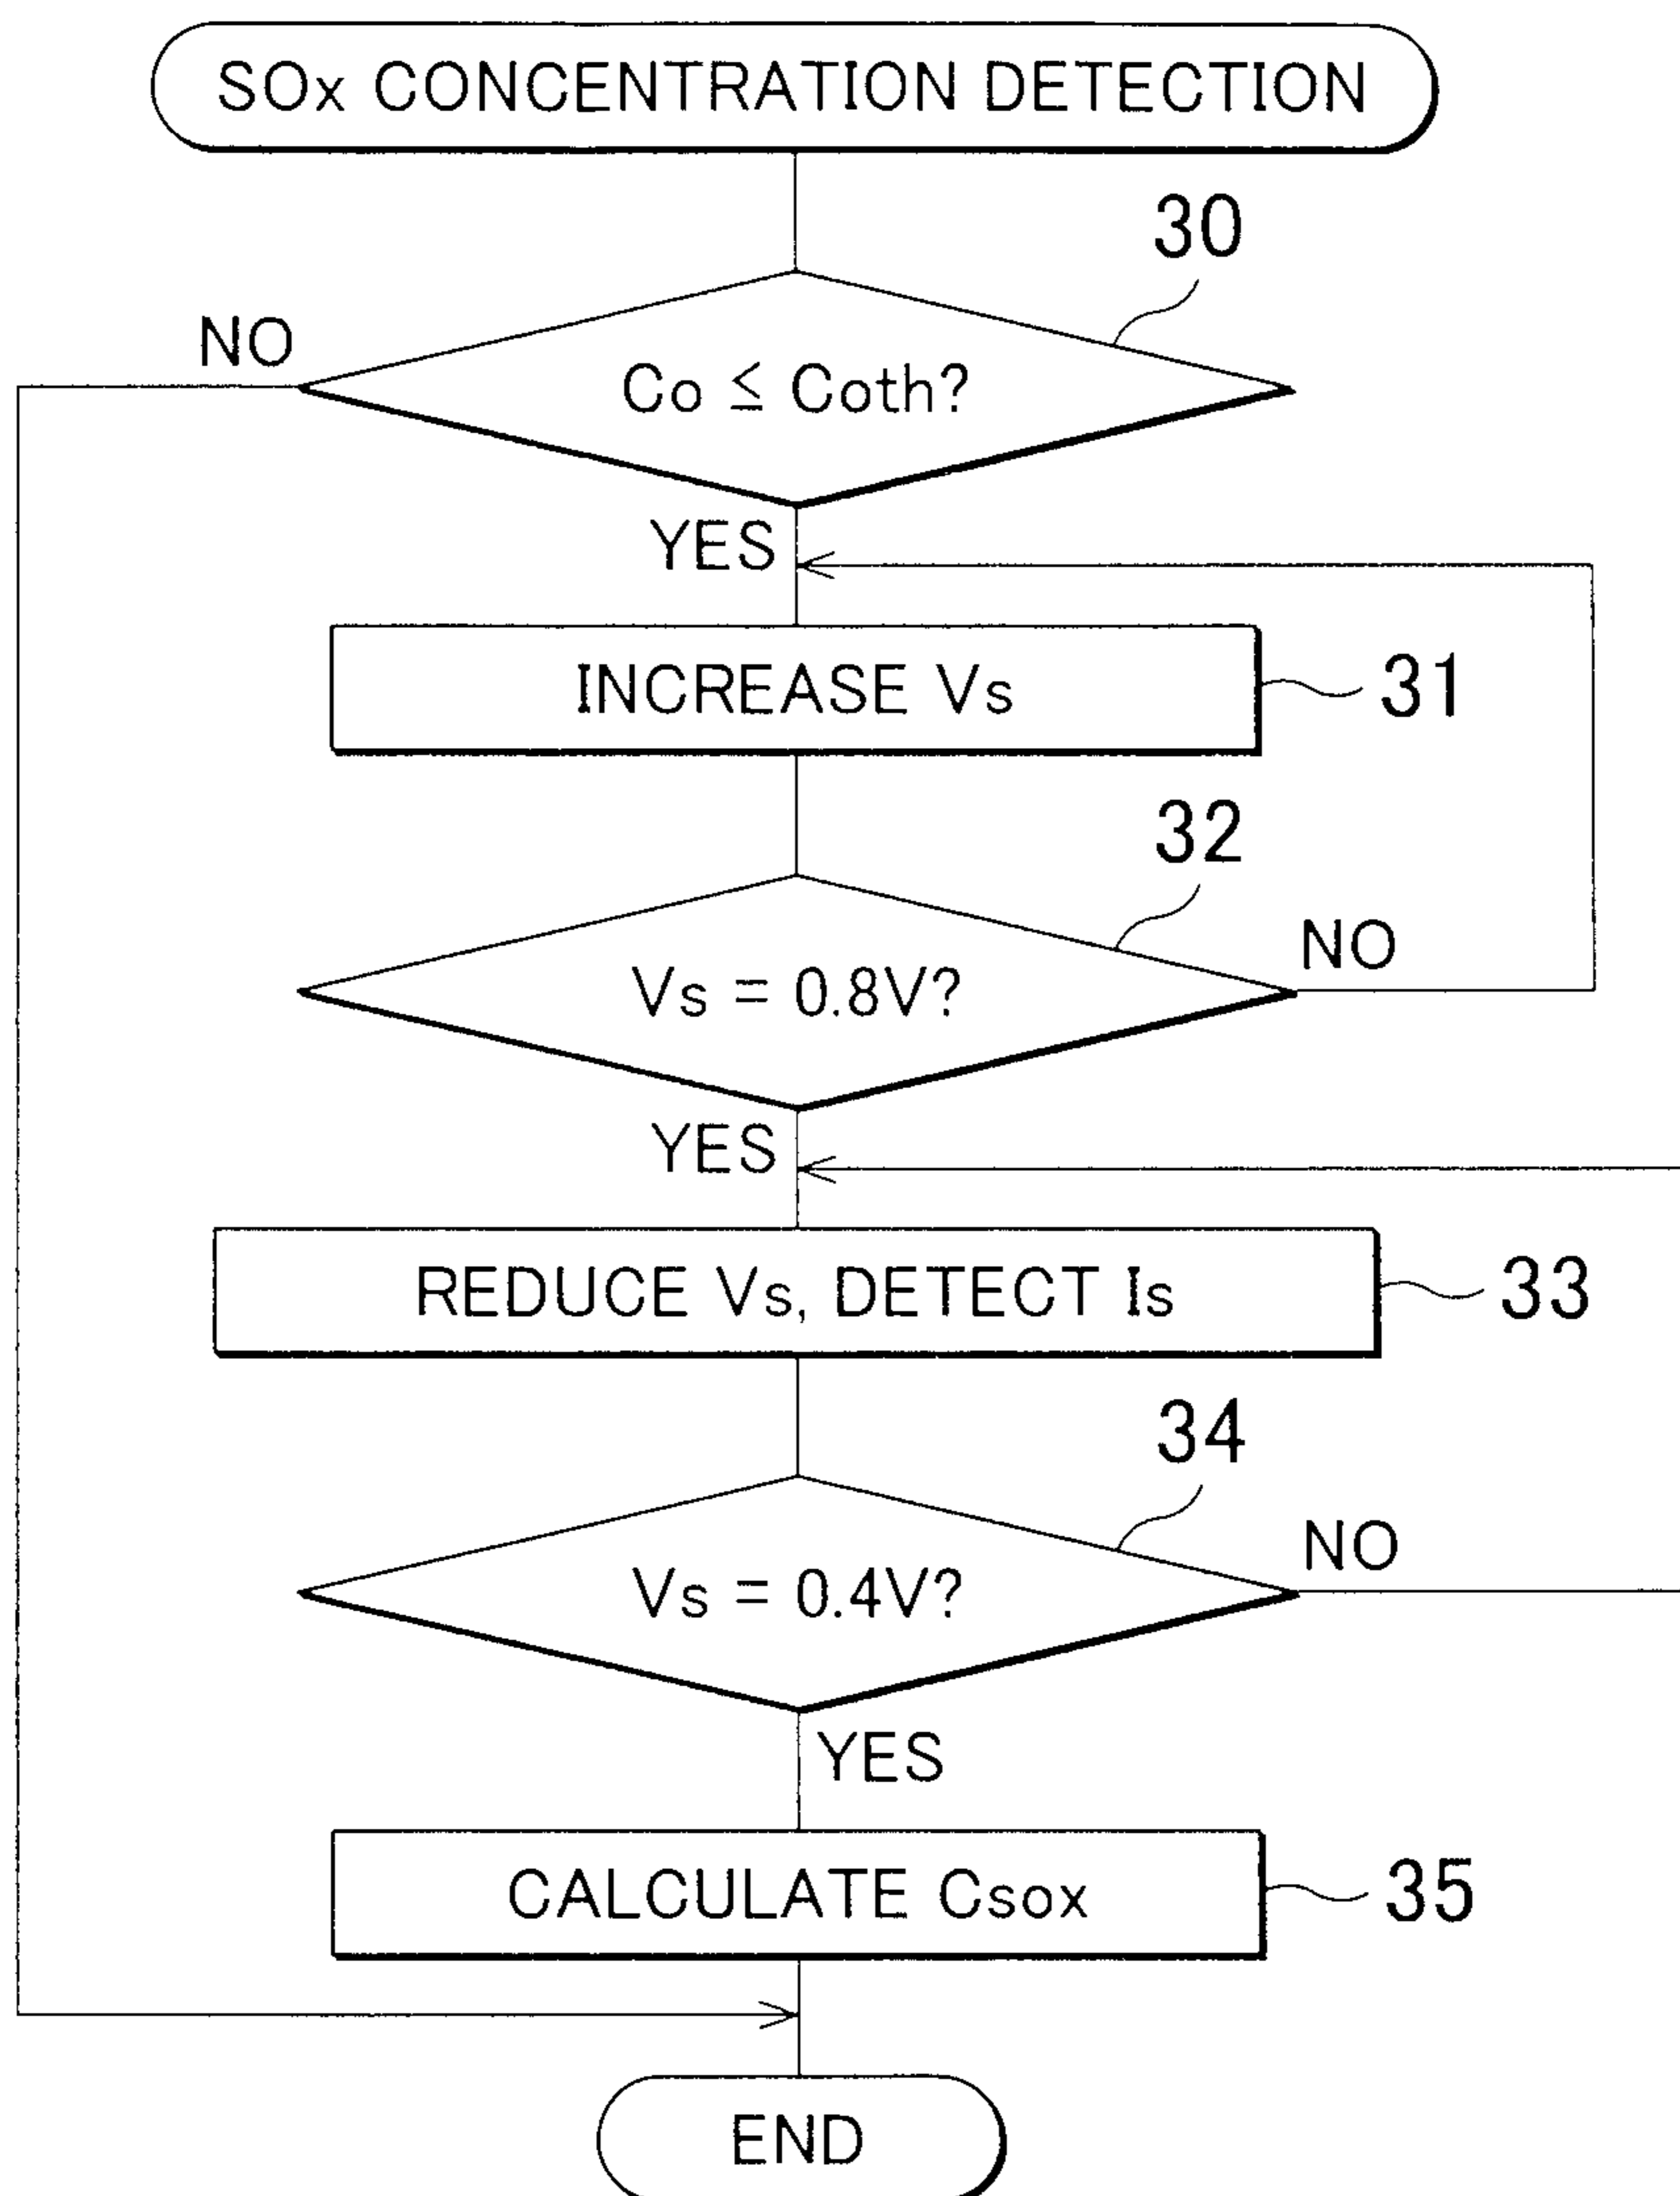 SOx CONCENTRATION DETECTION
30
NO
Co ≦ Coth?
YES
INCREASE Vs
31
32
NO
Vs = 0.8V?
YES
REDUCE Vs, DETECT Is
33
34
NO
Vs = 0.4V?
YES
CALCULATE Csox
35
END